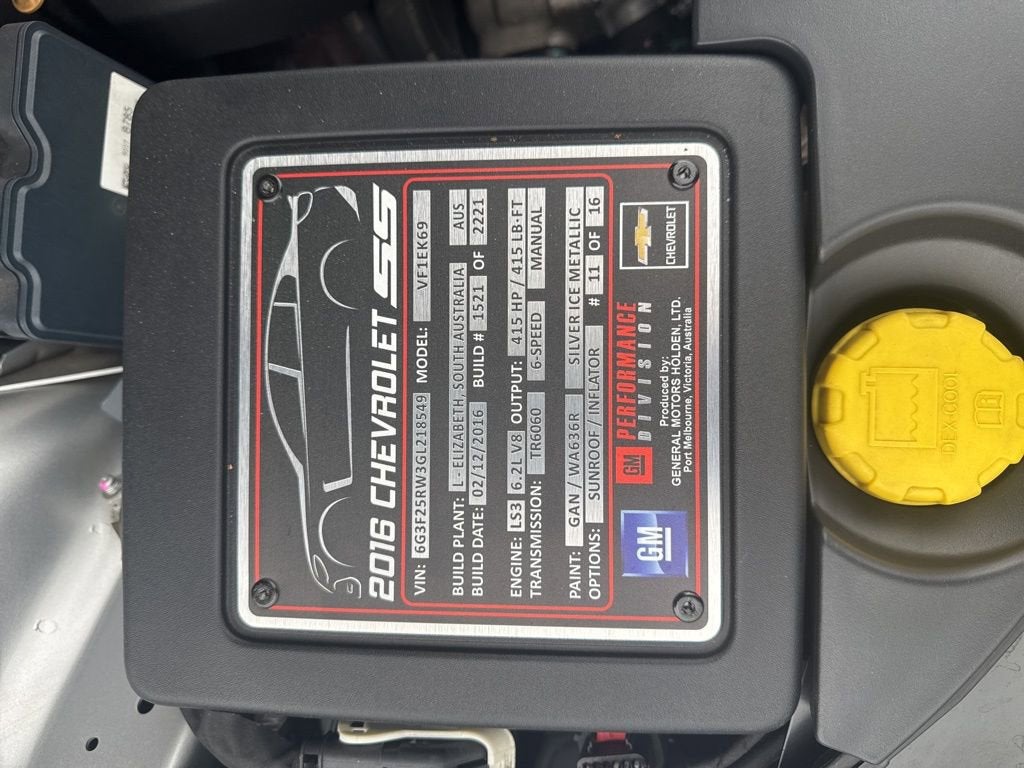 2016 CHEVROLET SS
VIN: 6G3F25RW3GL218549 MODEL: VF1EK69
BUILD PLANT: L - ELIZABETH, SOUTH AUSTRALIA AUS
BUILD DATE: 02/12/2016 BUILD # 1521 OF 2221
ENGINE: LS3 6.2L V8 OUTPUT: 415 HP / 415 LB·FT
TRANSMISSION: TR6060 6-SPEED MANUAL
PAINT: GAN / WA636R SILVER ICE METALLIC
OPTIONS: SUNROOF / INFLATOR # 11 OF 16
GM
GM PERFORMANCE
DIVISION
CHEVROLET
Produced by:
GENERAL MOTORS HOLDEN, LTD.
Port Melbourne, Victoria, Australia
DEX-COOL